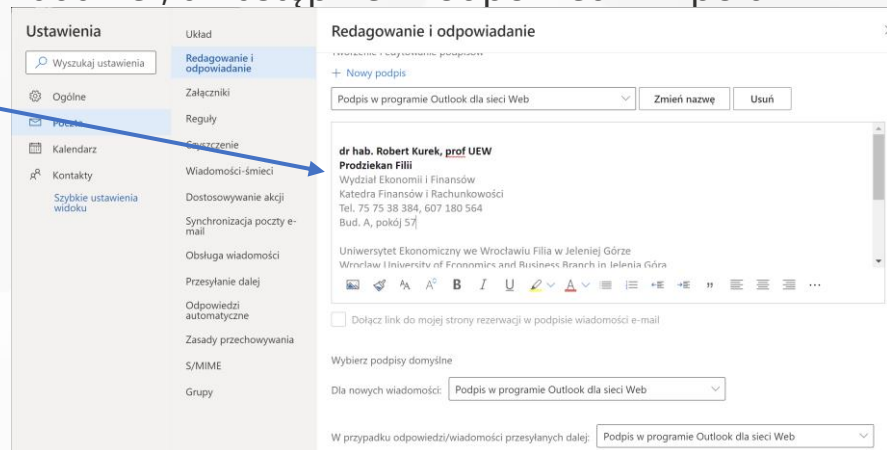 Ustawienia
Wyszukaj ustawienia
Ogólne
Poczta
Kalendarz
Kontakty
Szybkie ustawienia
widoku
Układ
Redagowanie i
odpowiadanie
Załączniki
Reguły
Czyszczenie
Wiadomości-śmieci
Dostosowywanie akcji
Synchronizacja poczty e-
mail
Obsługa wiadomości
Przesyłanie dalej
Odpowiedzi
automatyczne
Zasady przechowywania
S/MIME
Grupy
Redagowanie i odpowiadanie
Tworzenie i edytowanie podpisów
+ Nowy podpis
Podpis w programie Outlook dla sieci Web
Zmień nazwę
Usuń
dr hab. Robert Kurek, prof UEW
Prodziekan Filii
Wydział Ekonomii i Finansów
Katedra Finansów i Rachunkowości
Tel. 75 75 38 384, 607 180 564
Bud. A, pokój 57
Uniwersytet Ekonomiczny we Wrocławiu Filia w Jeleniej Górze
Wroclaw University of Economics and Business Branch in Jelenia Góra
Dołącz link do mojej strony rezerwacji w podpisie wiadomości e-mail
Wybierz podpisy domyślne
Dla nowych wiadomości: Podpis w programie Outlook dla sieci Web
W przypadku odpowiedzi/wiadomości przesyłanych dalej: Podpis w programie Outlook dla sieci Web